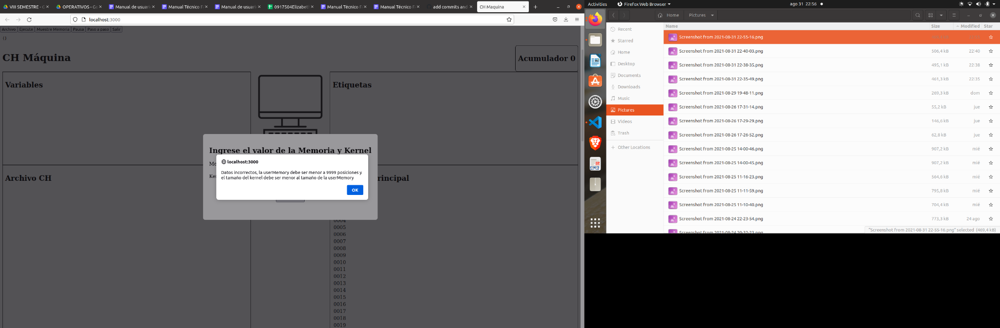 VIII SEMESTRE - G
OPERATIVOS - Go
Manual de usuari
Manual Técnico F
Manual de usuari
0917504Elizabet
Manual Técnico F
Manual Técnico F
add commits and
CH Maquina
localhost:3000
Archivo Ejecute Muestre Memoria Pausa Paso a paso Salir
{}
CH Máquina
Acumulador 0
Variables
Etiquetas
Ingrese el valor de la Memoria y Kernel
localhost:3000
Datos incorrectos, la userMemory debe ser menor a 9999 posiciones y
el tamaño del kernel debe ser menor al tamaño de la userMemory
OK
Archivo CH
0004
0005
0006
0007
0008
0009
0010
0011
0012
0013
0014
0015
0016
0017
0018
0019
Activities Firefox Web Browser ago 31 22:56
Home Pictures
Recent
Starred
Home
Desktop
Documents
Downloads
Music
Pictures
Videos
Trash
Other Locations
Name Size Modified Star
Screenshot from 2021-08-31 22-55-16.png
Screenshot from 2021-08-31 22-40-03.png 506,4 kB 22:40
Screenshot from 2021-08-31 22-38-35.png 495,1 kB 22:38
Screenshot from 2021-08-31 22-35-49.png 461,3 kB 22:35
Screenshot from 2021-08-29 19-48-11.png 269,3 kB dom
Screenshot from 2021-08-26 17-31-14.png 55,2 kB jue
Screenshot from 2021-08-26 17-29-29.png 146,6 kB jue
Screenshot from 2021-08-26 17-26-52.png 62,8 kB jue
Screenshot from 2021-08-25 14-00-46.png 907,2 kB mié
Screenshot from 2021-08-25 14-00-45.png 907,2 kB mié
Screenshot from 2021-08-25 11-16-23.png 564,6 kB mié
Screenshot from 2021-08-25 11-11-59.png 795,8 kB mié
Screenshot from 2021-08-25 11-10-40.png 704,4 kB mié
Screenshot from 2021-08-24 22-23-54.png 773,3 kB 24 ago
Screenshot from 2021-08-24 20-32-23.png
"Screenshot from 2021-08-31 22-55-16.png" selected (469,4 kB)